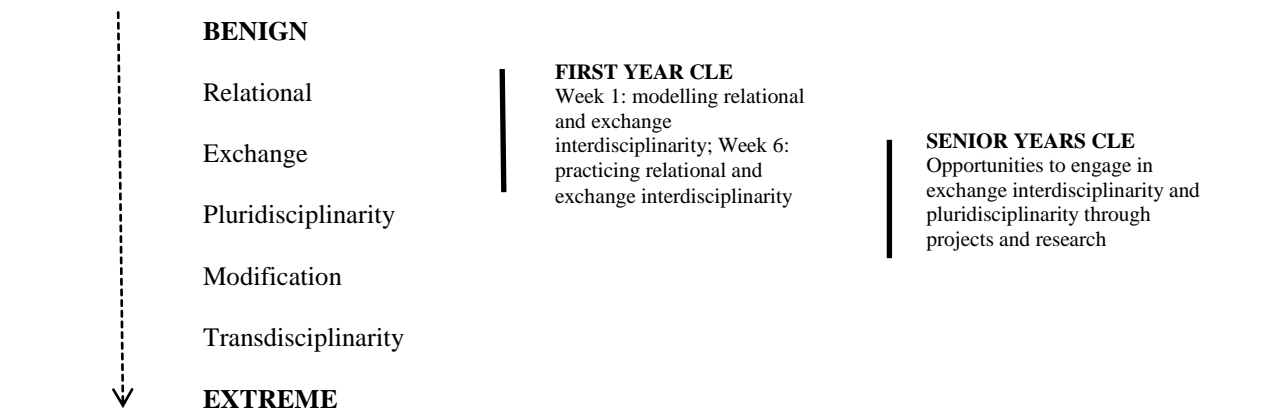 BENIGN
Relational
Exchange
Pluridisciplinarity
Modification
Transdisciplinarity
EXTREME
FIRST YEAR CLE
Week 1: modelling relational
and exchange
interdisciplinarity; Week 6:
practicing relational and
exchange interdisciplinarity
SENIOR YEARS CLE
Opportunities to engage in
exchange interdisciplinarity and
pluridisciplinarity through
projects and research